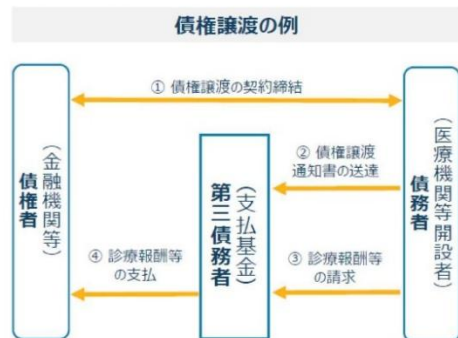 債権譲渡の例
① 債権譲渡の契約締結
債権者
（金融機関等）
② 債権譲渡
通知書の送達
第三債務者
（支払基金）
③ 診療報酬等
の請求
④ 診療報酬等
の支払
債務者
（医療機関等開設者）